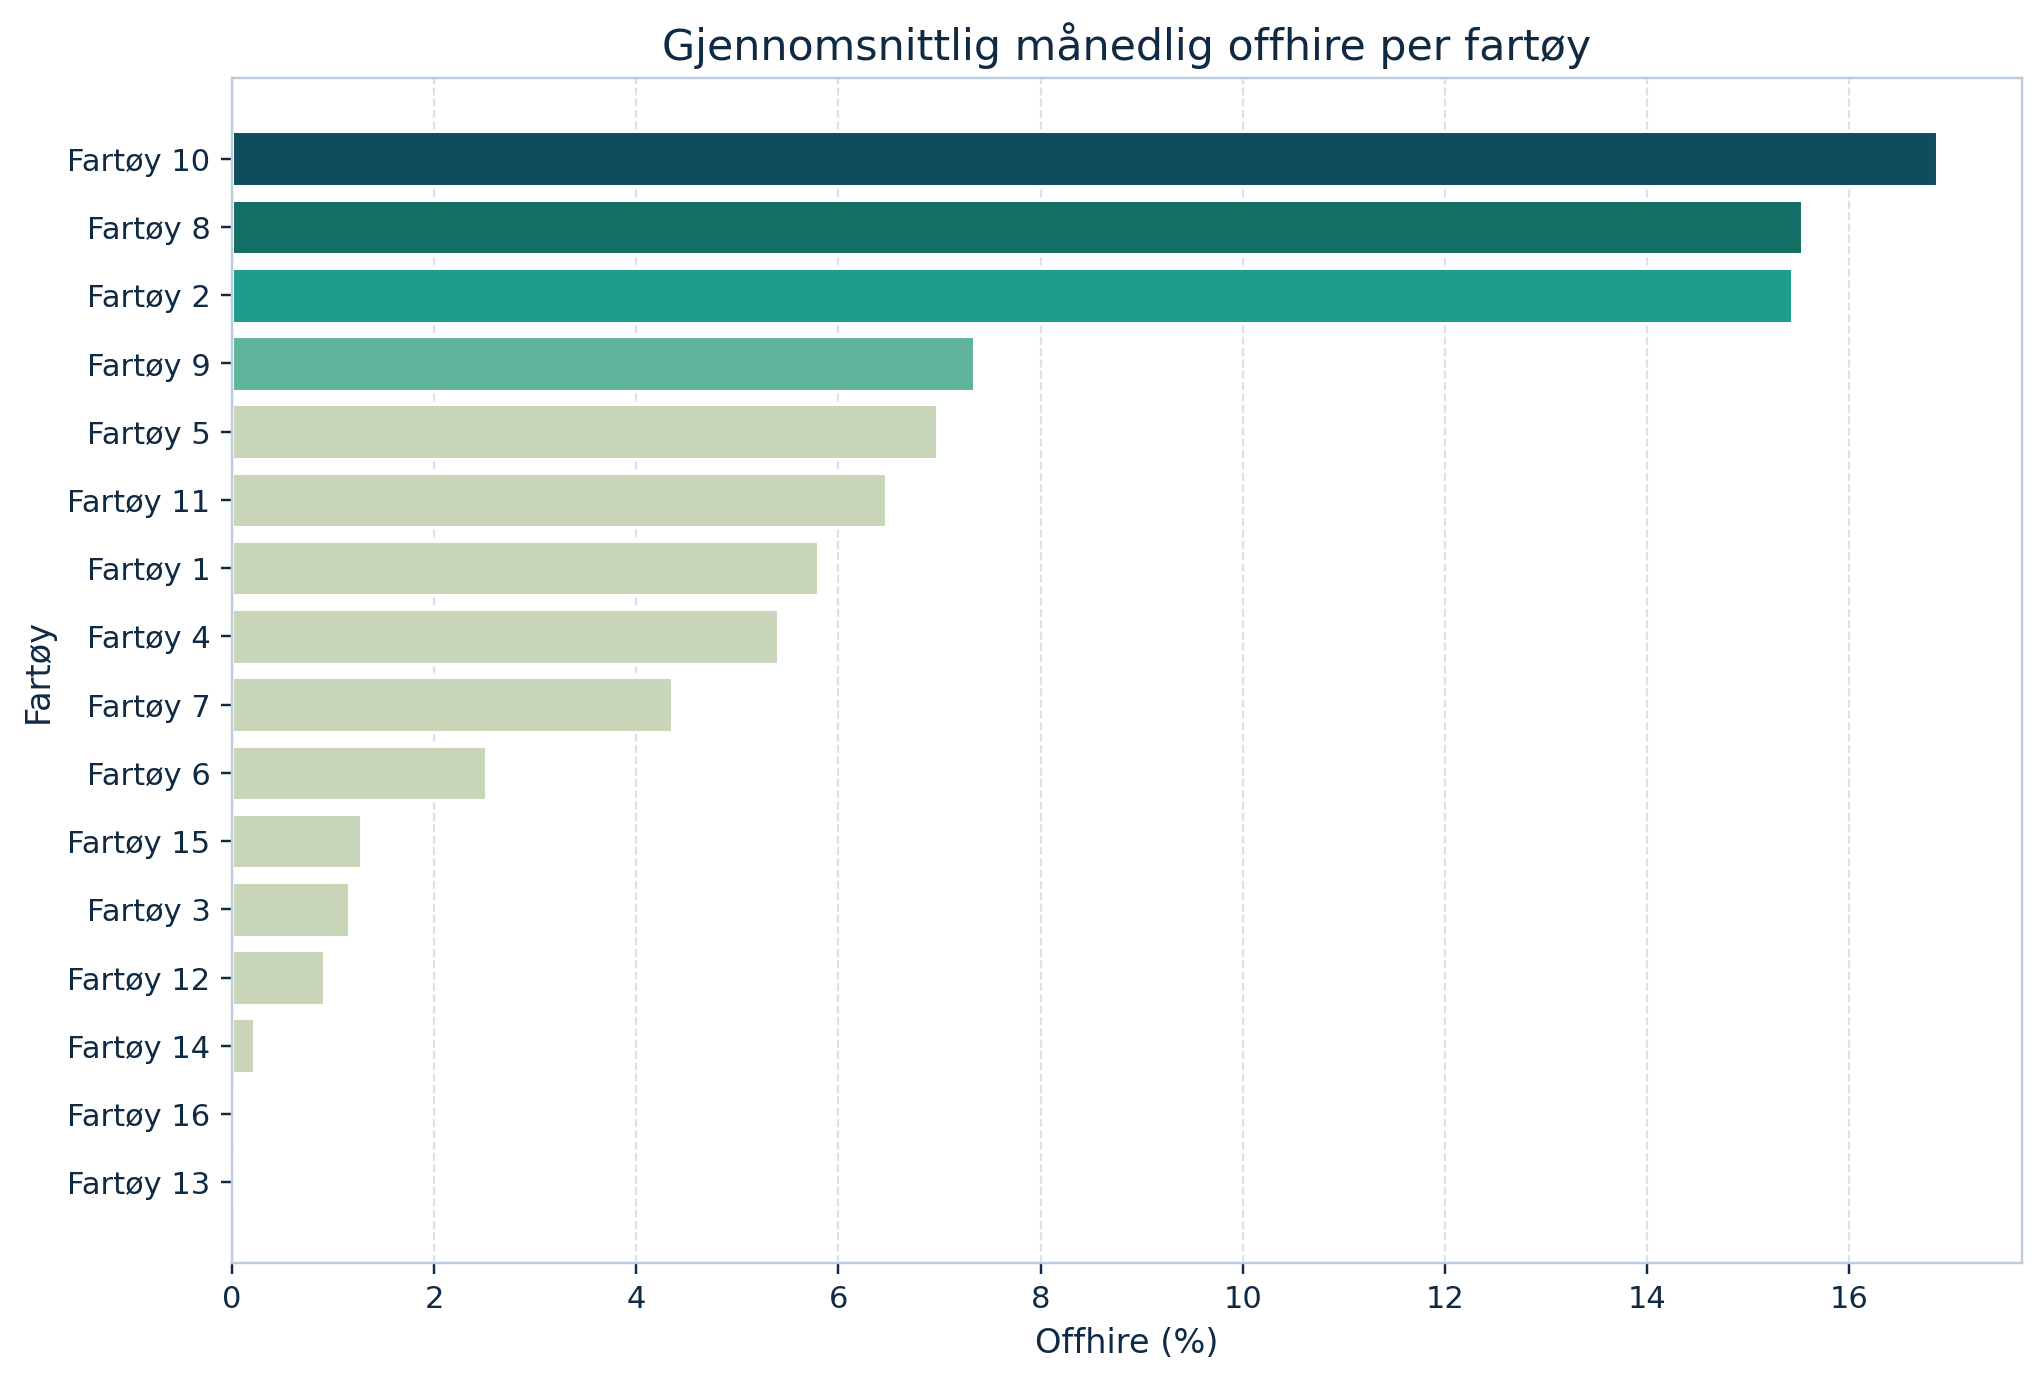 Gjennomsnittlig månedlig offhire per fartøy
Fartøy
Fartøy 10
Fartøy 8
Fartøy 2
Fartøy 9
Fartøy 5
Fartøy 11
Fartøy 1
Fartøy 4
Fartøy 7
Fartøy 6
Fartøy 15
Fartøy 3
Fartøy 12
Fartøy 14
Fartøy 16
Fartøy 13
0 2 4 6 8 10 12 14 16
Offhire (%)